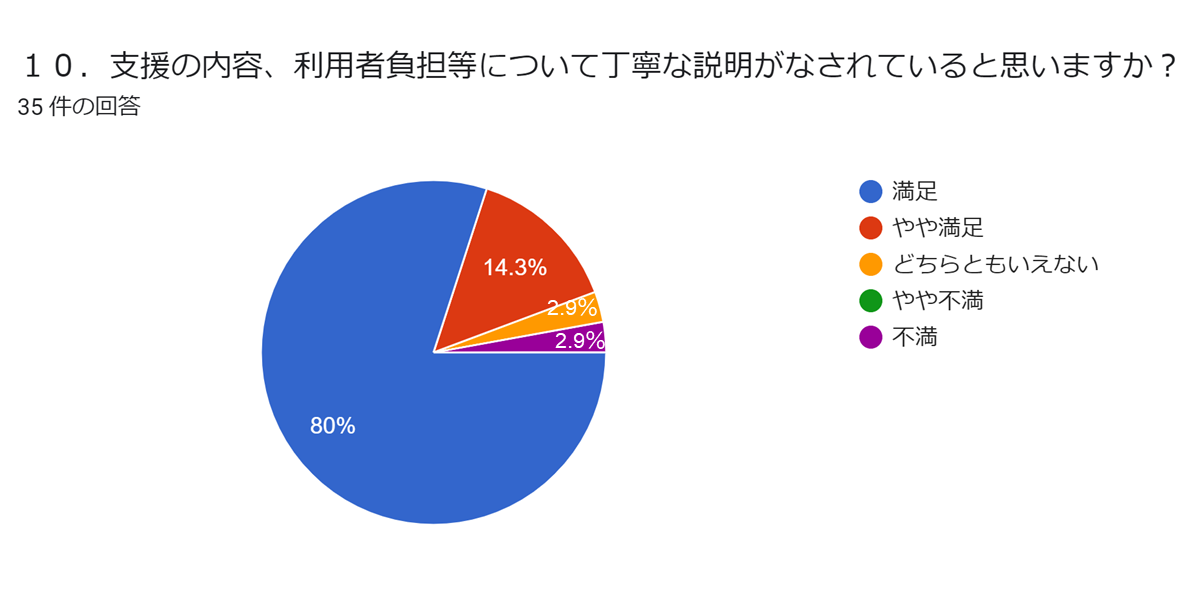 １０．支援の内容、利用者負担等について丁寧な説明がなされていると思いますか？
35 件の回答
満足
やや満足
どちらともいえない
やや不満
不満
14.3%
2.9%
2.9%
80%